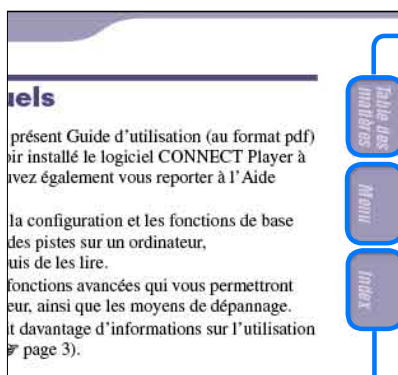 uels
présent Guide d’utilisation (au format pdf)
oir installé le logiciel CONNECT Player à
uvez également vous reporter à l’Aide
la configuration et les fonctions de base
des pistes sur un ordinateur,
uis de les lire.
fonctions avancées qui vous permettront
eur, ainsi que les moyens de dépannage.
it davantage d’informations sur l’utilisation
☞ page 3).
Table des
matières
Menu
Index